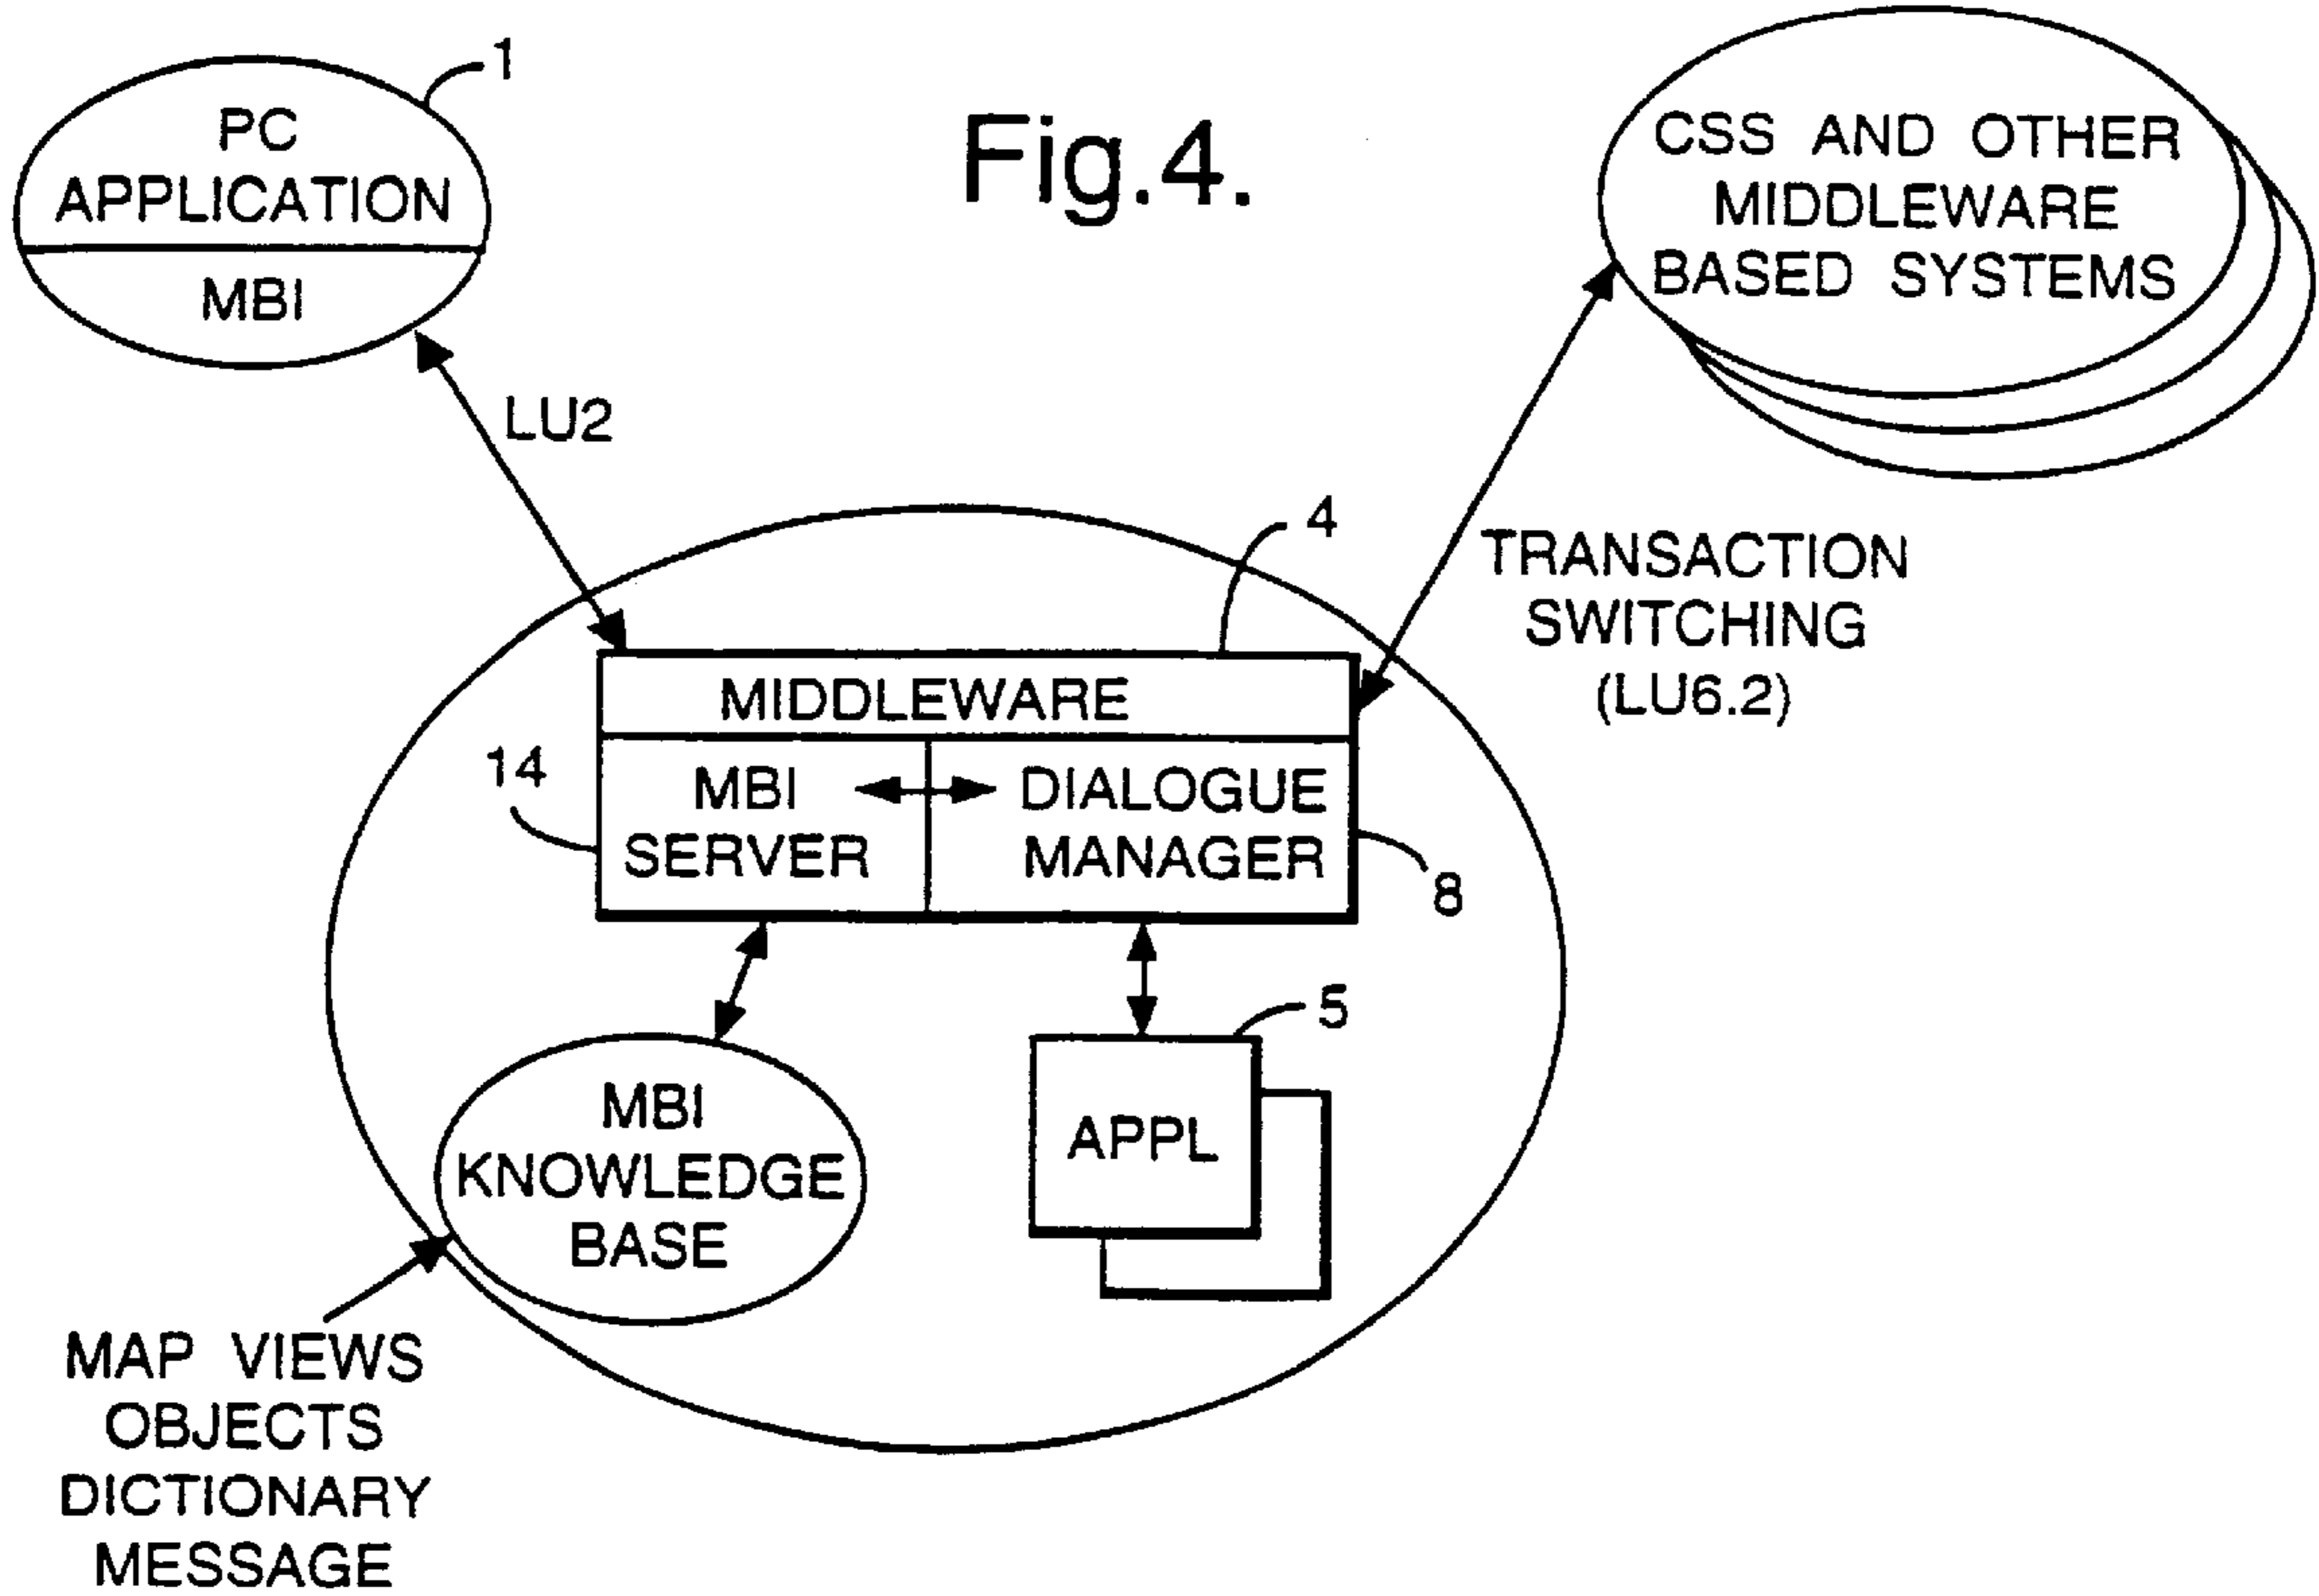 1
PC
APPLICATION
MBI
Fig.4.
CSS AND OTHER
MIDDLEWARE
BASED SYSTEMS
LU2
4
TRANSACTION
SWITCHING
(LU6.2)
MIDDLEWARE
14
MBI
SERVER
DIALOGUE
MANAGER
8
5
MBI
KNOWLEDGE
BASE
APPL
MAP VIEWS
OBJECTS
DICTIONARY
MESSAGE